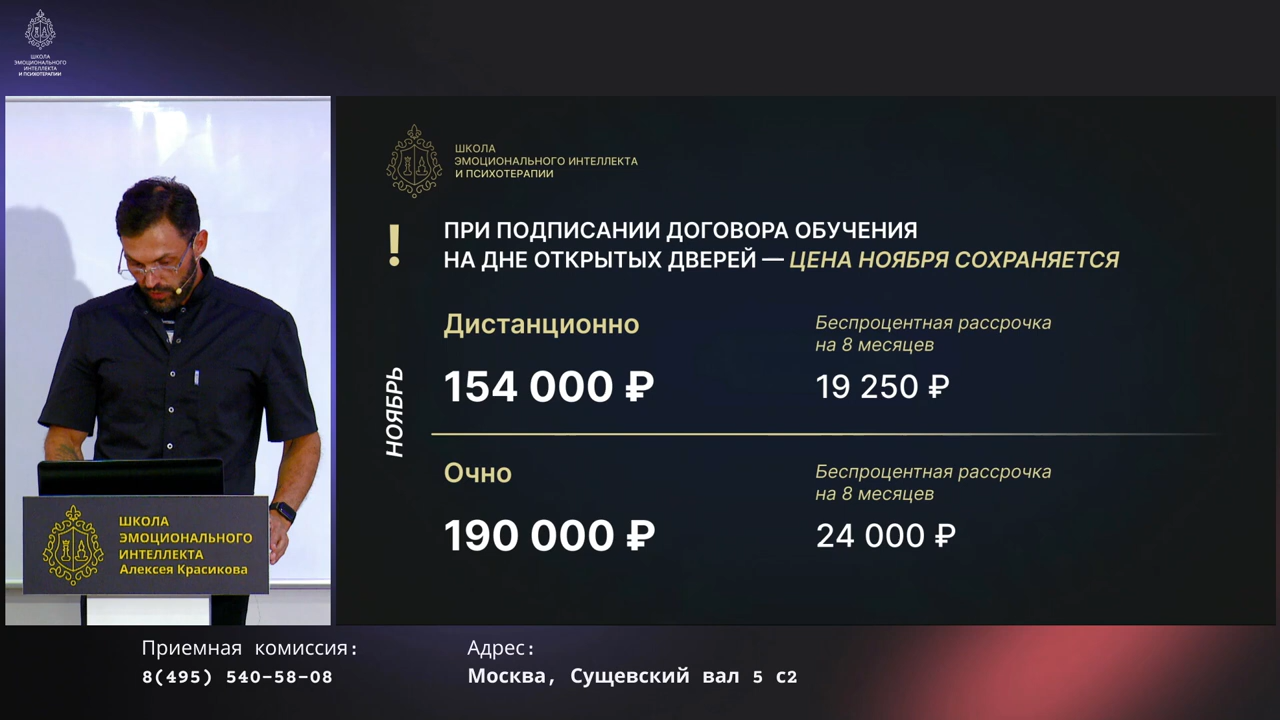 ШКОЛА
ЭМОЦИОНАЛЬНОГО
ИНТЕЛЛЕКТА
И ПСИХОТЕРАПИИ
ШКОЛА
ЭМОЦИОНАЛЬНОГО ИНТЕЛЛЕКТА
И ПСИХОТЕРАПИИ
!
ПРИ ПОДПИСАНИИ ДОГОВОРА ОБУЧЕНИЯ
НА ДНЕ ОТКРЫТЫХ ДВЕРЕЙ — ЦЕНА НОЯБРЯ СОХРАНЯЕТСЯ
НОЯБРЬ
Дистанционно
154 000 ₽
Беспроцентная рассрочка
на 8 месяцев
19 250 ₽
Очно
190 000 ₽
Беспроцентная рассрочка
на 8 месяцев
24 000 ₽
ШКОЛА
ЭМОЦИОНАЛЬНОГО
ИНТЕЛЛЕКТА
Алексея Красикова
Приемная комиссия:
8(495) 540-58-08
Адрес:
Москва, Сущевский вал 5 с2